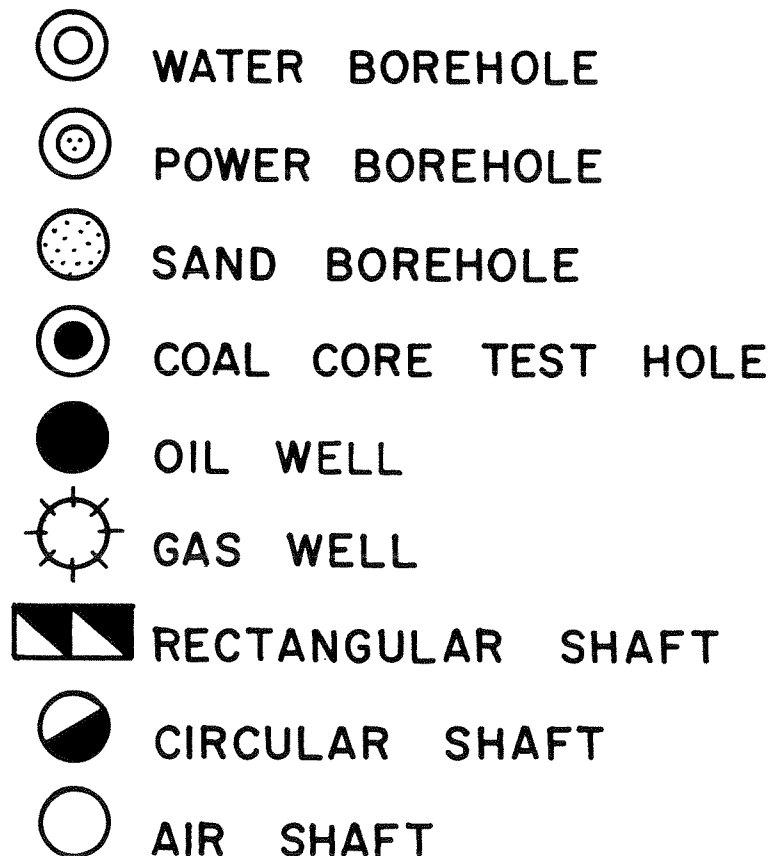 WATER BOREHOLE
POWER BOREHOLE
SAND BOREHOLE
COAL CORE TEST HOLE
OIL WELL
GAS WELL
RECTANGULAR SHAFT
CIRCULAR SHAFT
AIR SHAFT